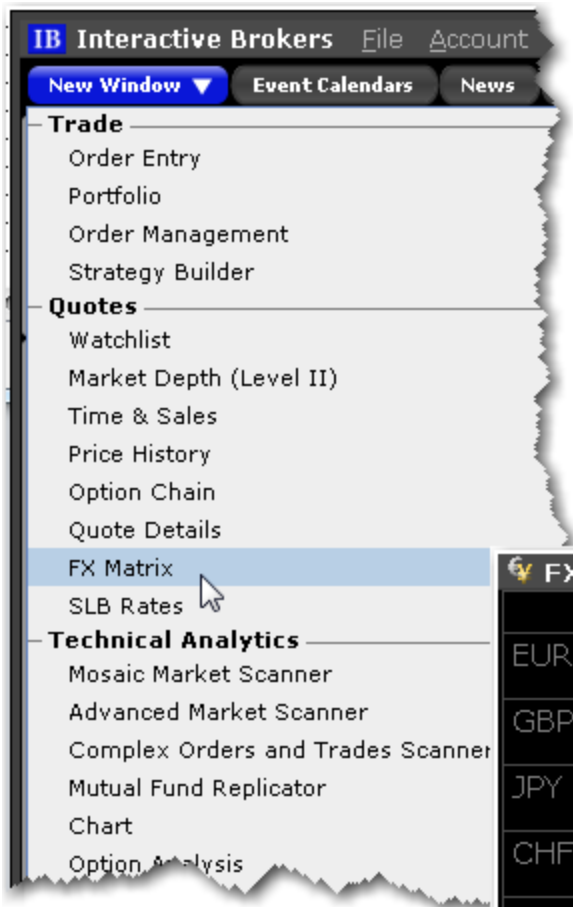 IB Interactive Brokers File Account
New Window Event Calendars News
Trade
Order Entry
Portfolio
Order Management
Strategy Builder
Quotes
Watchlist
Market Depth (Level II)
Time & Sales
Price History
Option Chain
Quote Details
FX Matrix
SLB Rates
Technical Analytics
Mosaic Market Scanner
Advanced Market Scanner
Complex Orders and Trades Scanner
Mutual Fund Replicator
Chart
Option Analysis
FX
EUR
GBP
JPY
CHF